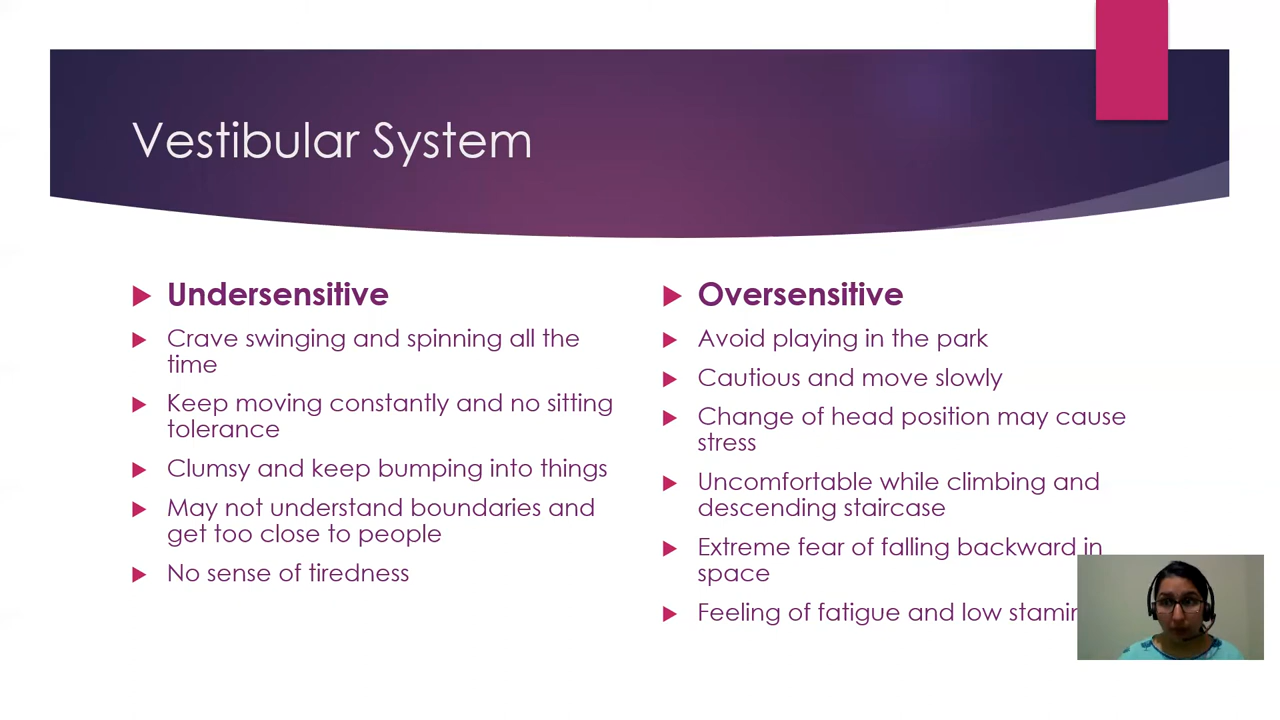 Vestibular System
Undersensitive
Crave swinging and spinning all the
time
Keep moving constantly and no sitting
tolerance
Clumsy and keep bumping into things
May not understand boundaries and
get too close to people
No sense of tiredness
Oversensitive
Avoid playing in the park
Cautious and move slowly
Change of head position may cause
stress
Uncomfortable while climbing and
descending staircase
Extreme fear of falling backward in
space
Feeling of fatigue and low